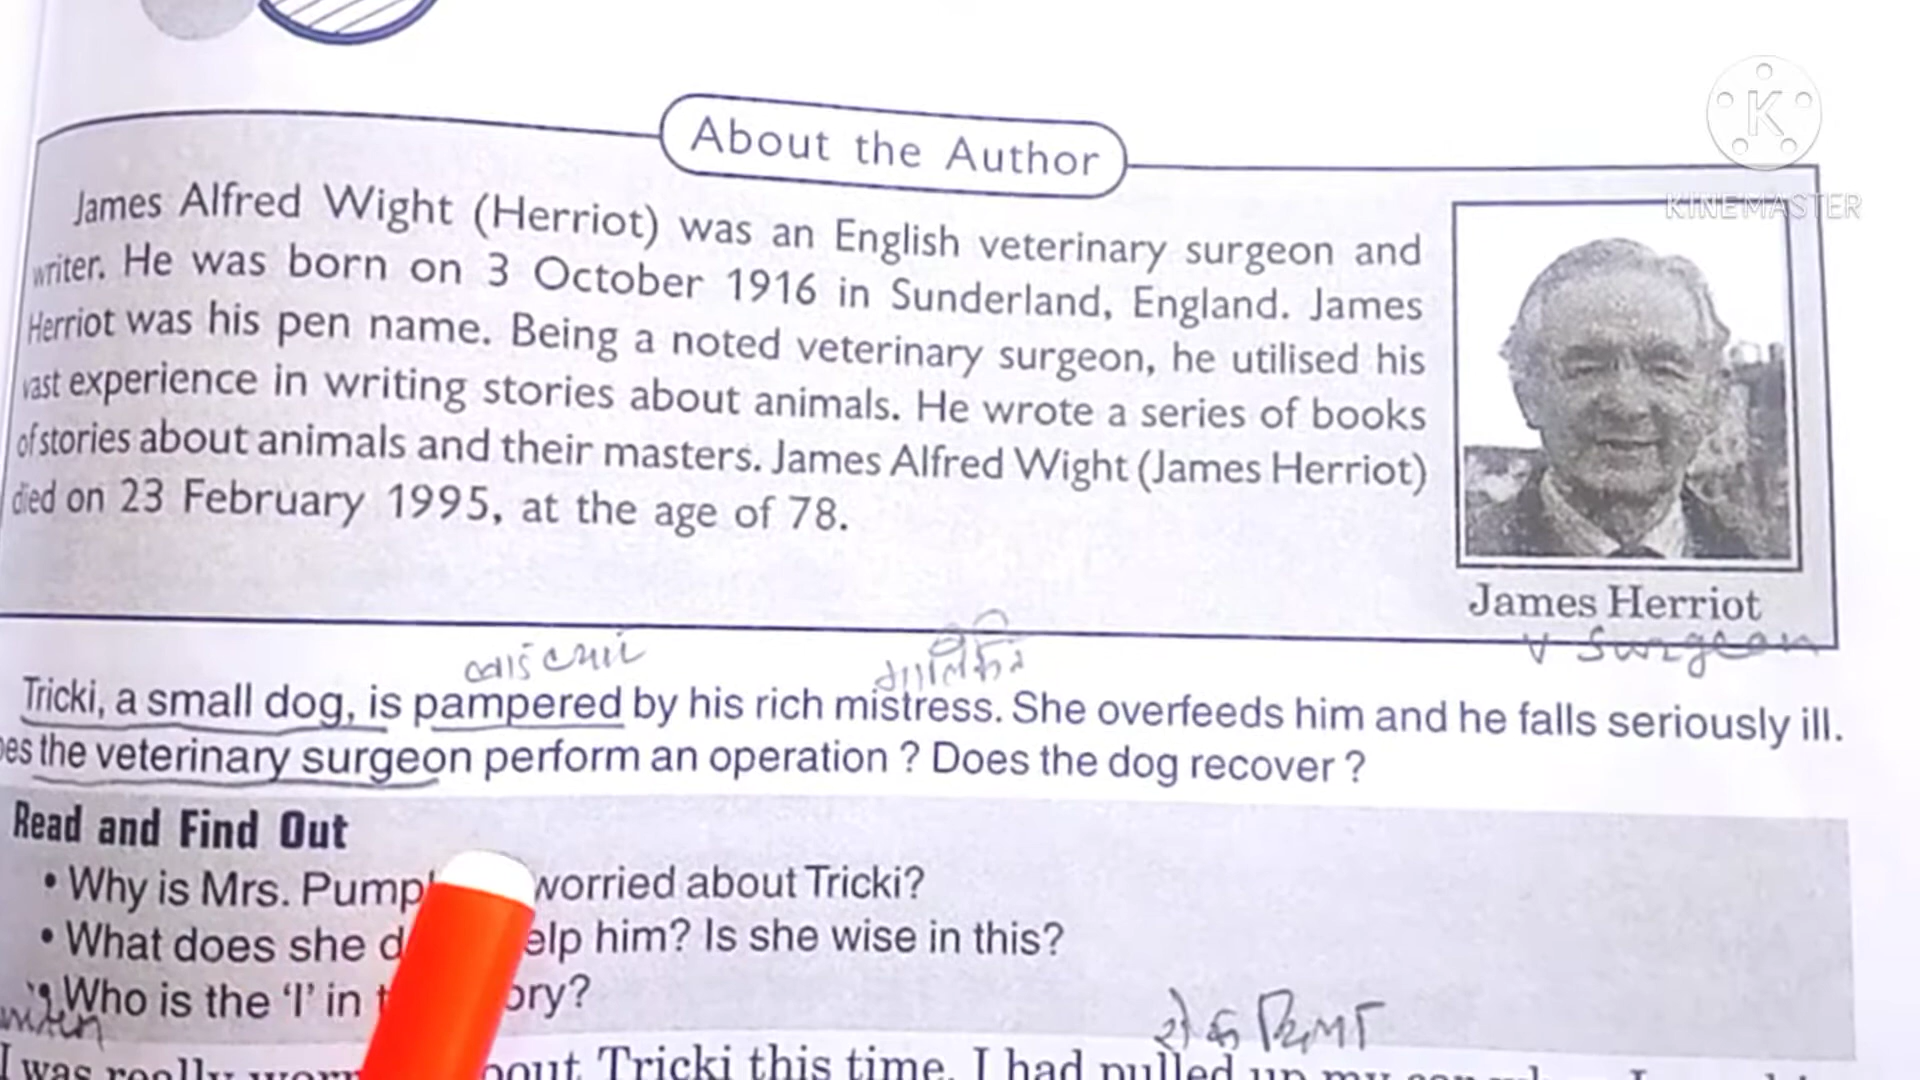 About the Author
KINEMASTER
James Alfred Wight (Herriot) was an English veterinary surgeon and
writer. He was born on 3 October 1916 in Sunderland, England. James
Herriot was his pen name. Being a noted veterinary surgeon, he utilised his
vast experience in writing stories about animals. He wrote a series of books
of stories about animals and their masters. James Alfred Wight (James Herriot)
died on 23 February 1995, at the age of 78.
James Herriot
v surgeon
Tricki, a small dog, is pampered by his rich mistress. She overfeeds him and he falls seriously ill.
the veterinary surgeon perform an operation ? Does the dog recover ?
Read and Find Out
• Why is Mrs. worried about Tricki?
• What does she him? Is she wise in this?
• Who is the ‘I’ in
I was really Tricki this time. I had pulled up my